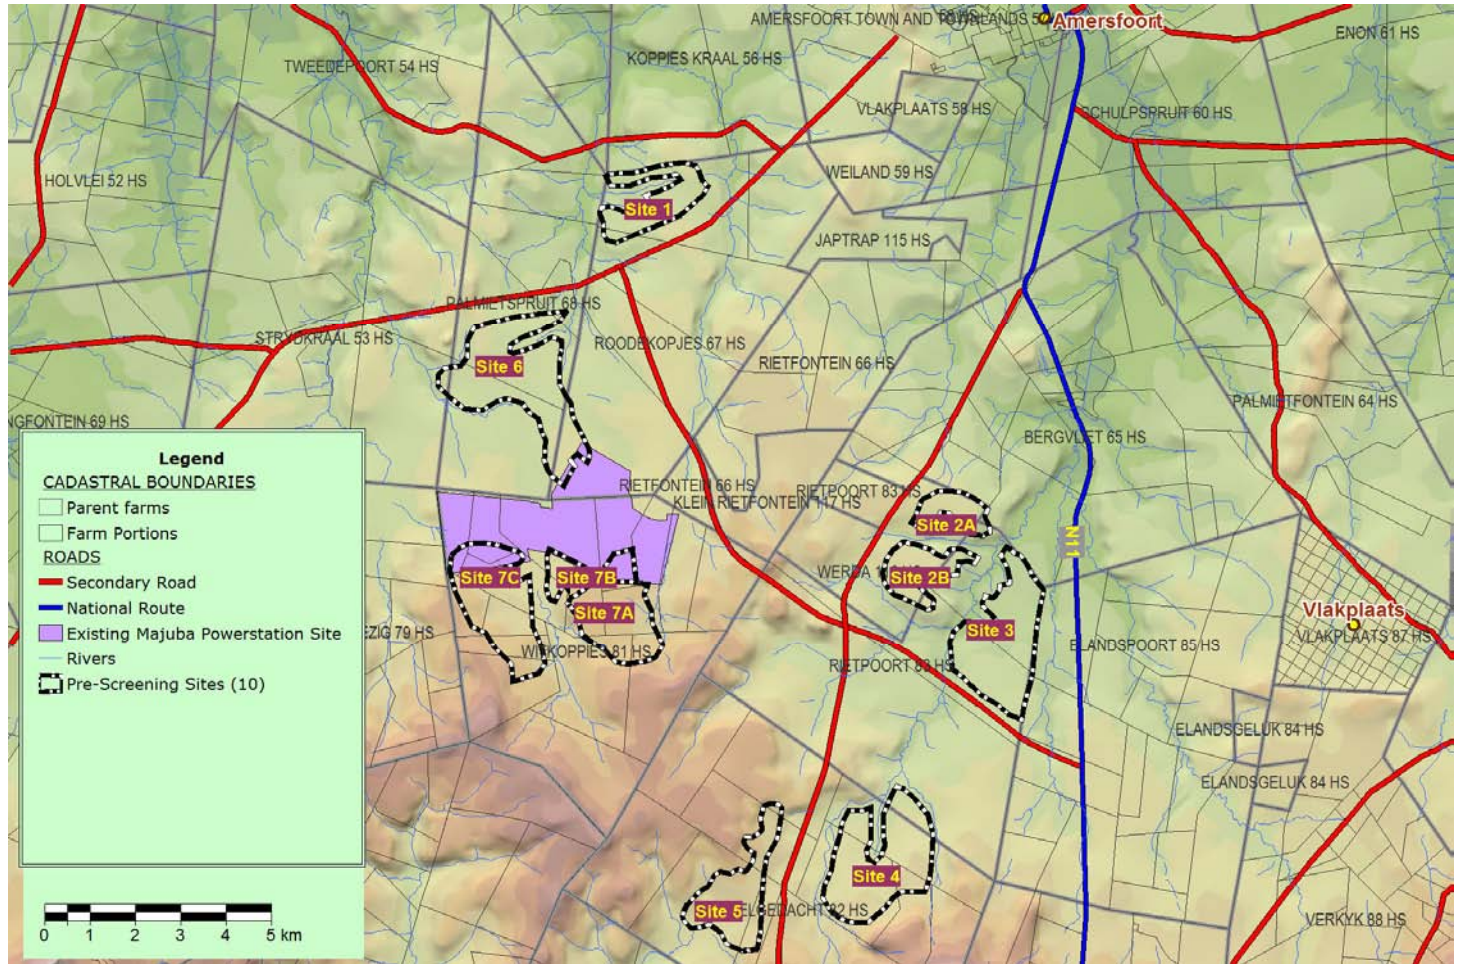 AMERSFOORT TOWN AND TOWNLANDS 5
Amersfoort
ENON 61 HS
KOPPIES KRAAL 56 HS
TWEEDEPOORT 54 HS
VLAKPLAATS 58 HS
SCHULPSPRUIT 60 HS
WEILAND 59 HS
HOLVLEI 52 HS
Site 1
JAPTRAP 115 HS
PALMIETSPRUIT 68 HS
STRYDKRAAL 53 HS
ROODEKOPJES 67 HS
RIETFONTEIN 66 HS
Site 6
PALMIETFONTEIN 64 HS
NGFONTEIN 69 HS
BERGVLIET 65 HS
RIETFONTEIN 66 HS
RIETPOORT 83 HS
KLEIN RIETFONTEIN 117 HS
Site 2A
N11
WERDA
Site 2B
Site 7C
Site 7B
Site 7A
Site 3
Vlakplaats
VLAKPLAATS 87 HS
EZIG 79 HS
WITKOPPIES 81 HS
ELANDSPOORT 85 HS
RIETPOORT 83 HS
ELANDSGELUK 84 HS
ELANDSGELUK 84 HS
Site 4
Site 5
ELGEDACHT 82 HS
VERKYK 88 HS
Legend
CADASTRAL BOUNDARIES
Parent farms
Farm Portions
ROADS
Secondary Road
National Route
Existing Majuba Powerstation Site
Rivers
Pre-Screening Sites (10)
0 1 2 3 4 5 km